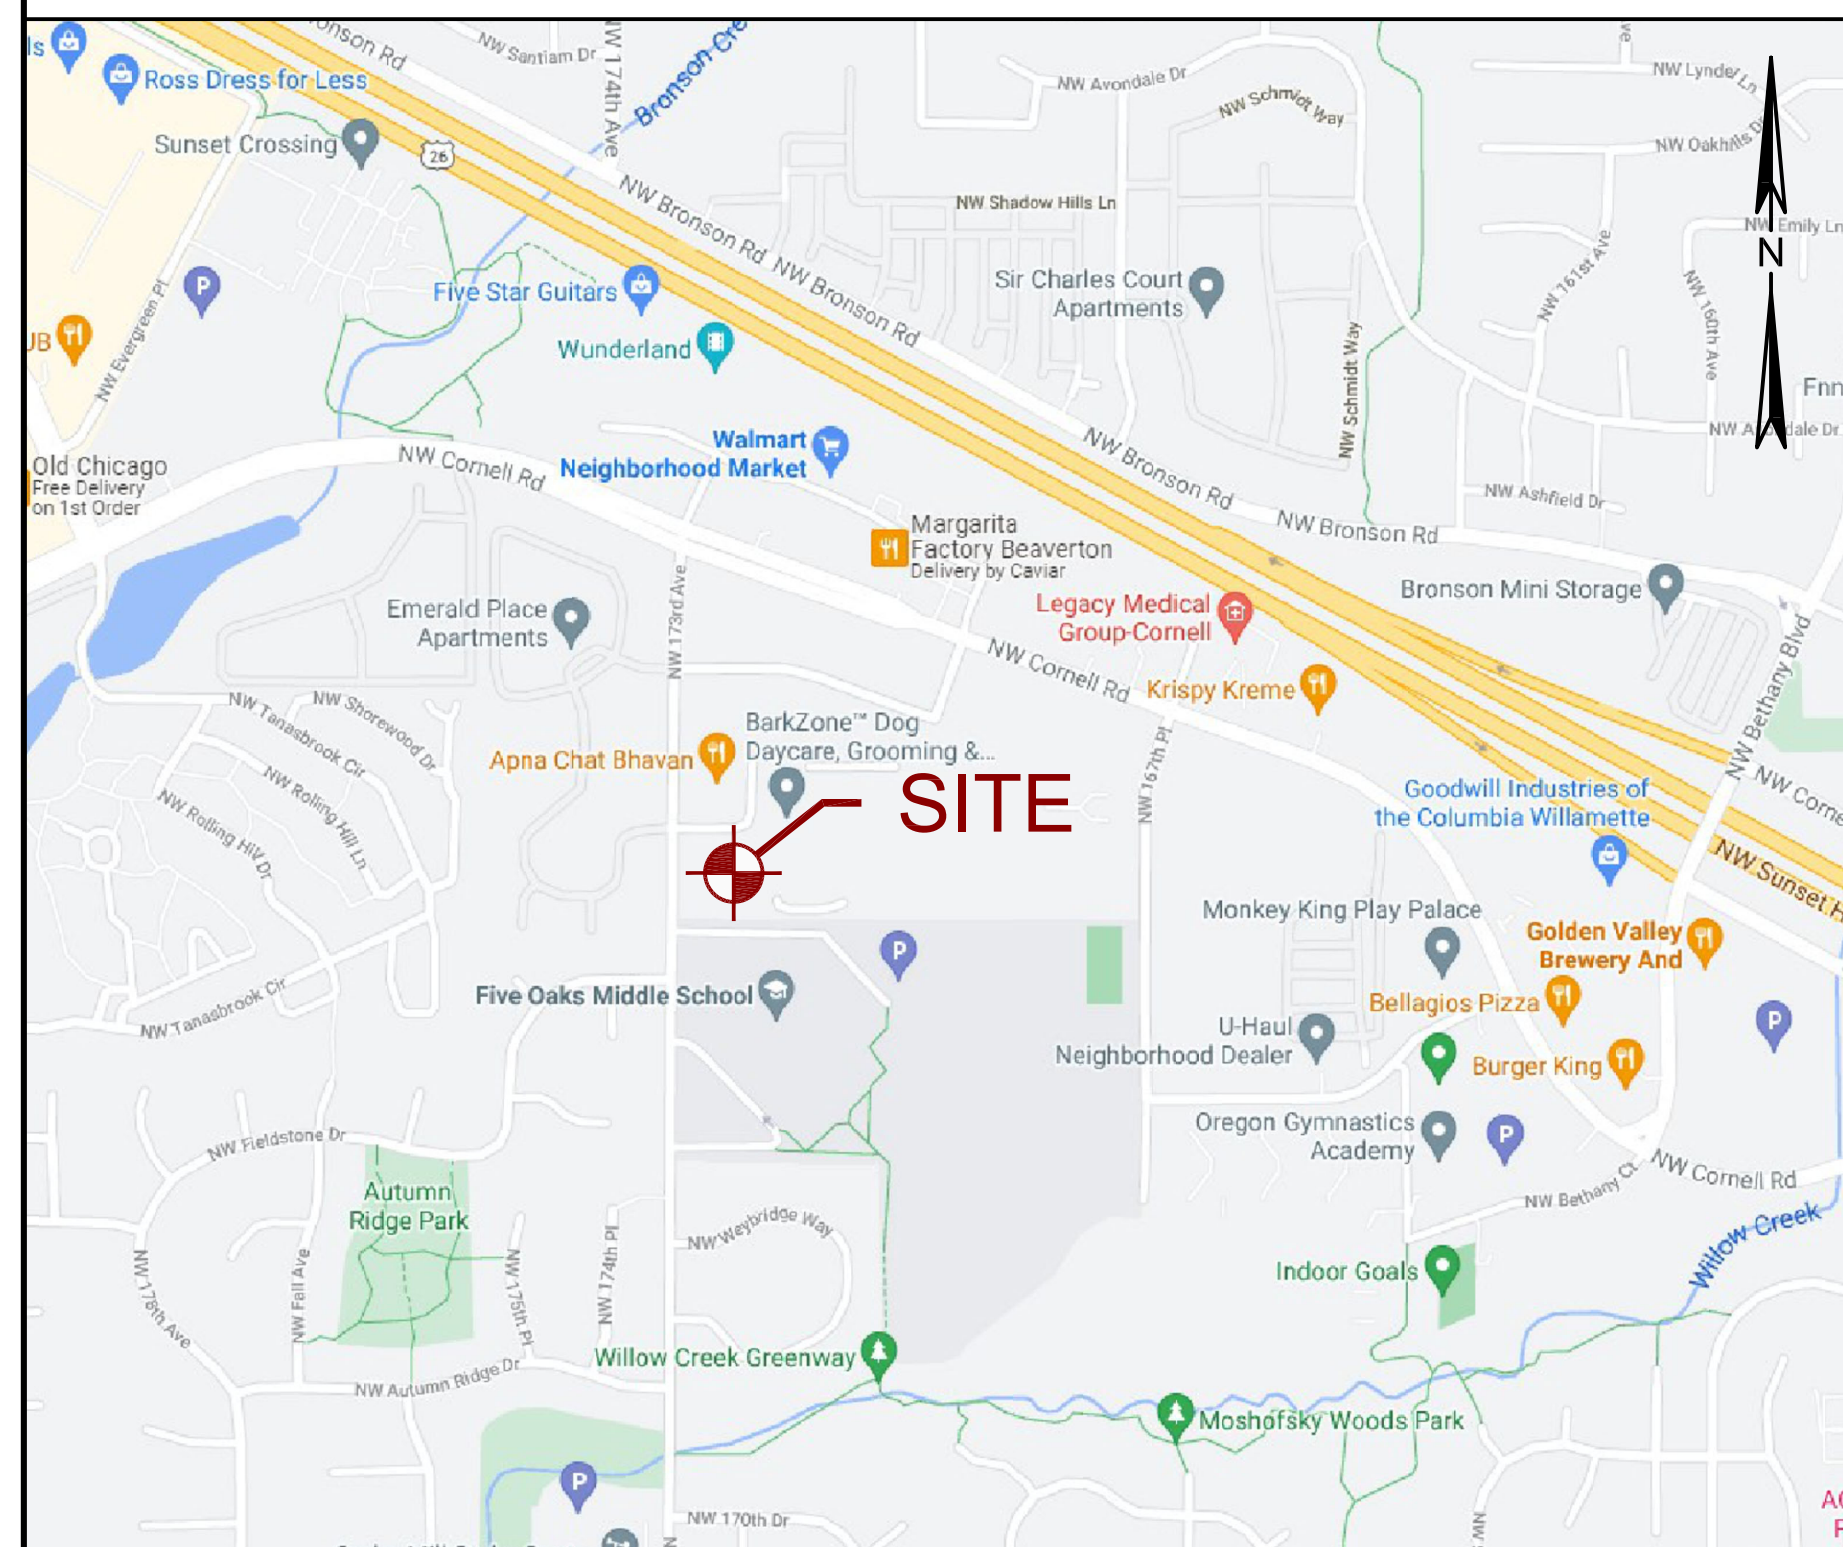 Ross Dress for Less
NW Santiam Dr
NW 174th Ave
NW Avondale Dr
NW Schmidt Way
Sunset Crossing
26
NW Bronson Rd
NW Bronson Rd
NW Shadow Hills Ln
N
NW Emily Ln
NW 161st Ave
NW 160th Ave
P
Five Star Guitars
Sir Charles Court
Apartments
Wunderland
NW Evergreen Pl
NW Schmidt Way
Walmart
Neighborhood Market
NW Cornell Rd
NW Bronson Rd
Old Chicago
Free Delivery
on 1st Order
NW Ashfield Dr
NW Bronson Rd
Margarita
Factory Beaverton
Delivery by Caviar
Bronson Mini Storage
Emerald Place
Apartments
NW 173rd Ave
Legacy Medical
Group-Cornell
NW Cornell Rd
Krispy Kreme
NW Bethany Blvd
NW Tanasbrook Cir
NW Shorewood Dr
BarkZone™ Dog
Daycare, Grooming &...
Apna Chat Bhavan
NW 167th Pl
SITE
NW Rolling Hill Dr
NW Rolling Hill Ln
Goodwill Industries of
the Columbia Willamette
NW Sunset
Monkey King Play Palace
Golden Valley
Brewery And
P
Five Oaks Middle School
Bellagios Pizza
NW Tanasbrook Cir
U-Haul
Neighborhood Dealer
P
Burger King
NW Fieldstone Dr
Oregon Gymnastics
Academy
P
NW Cornell Rd
NW Bethany Ct
Autumn
Ridge Park
NW Weybridge Way
Willow Creek
NW 178th Ave
NW Fall Ave
NW 175th Pl
NW 174th Pl
Indoor Goals
Willow Creek Greenway
NW Autumn Ridge Dr
Moshofsky Woods Park
P
NW 170th Dr